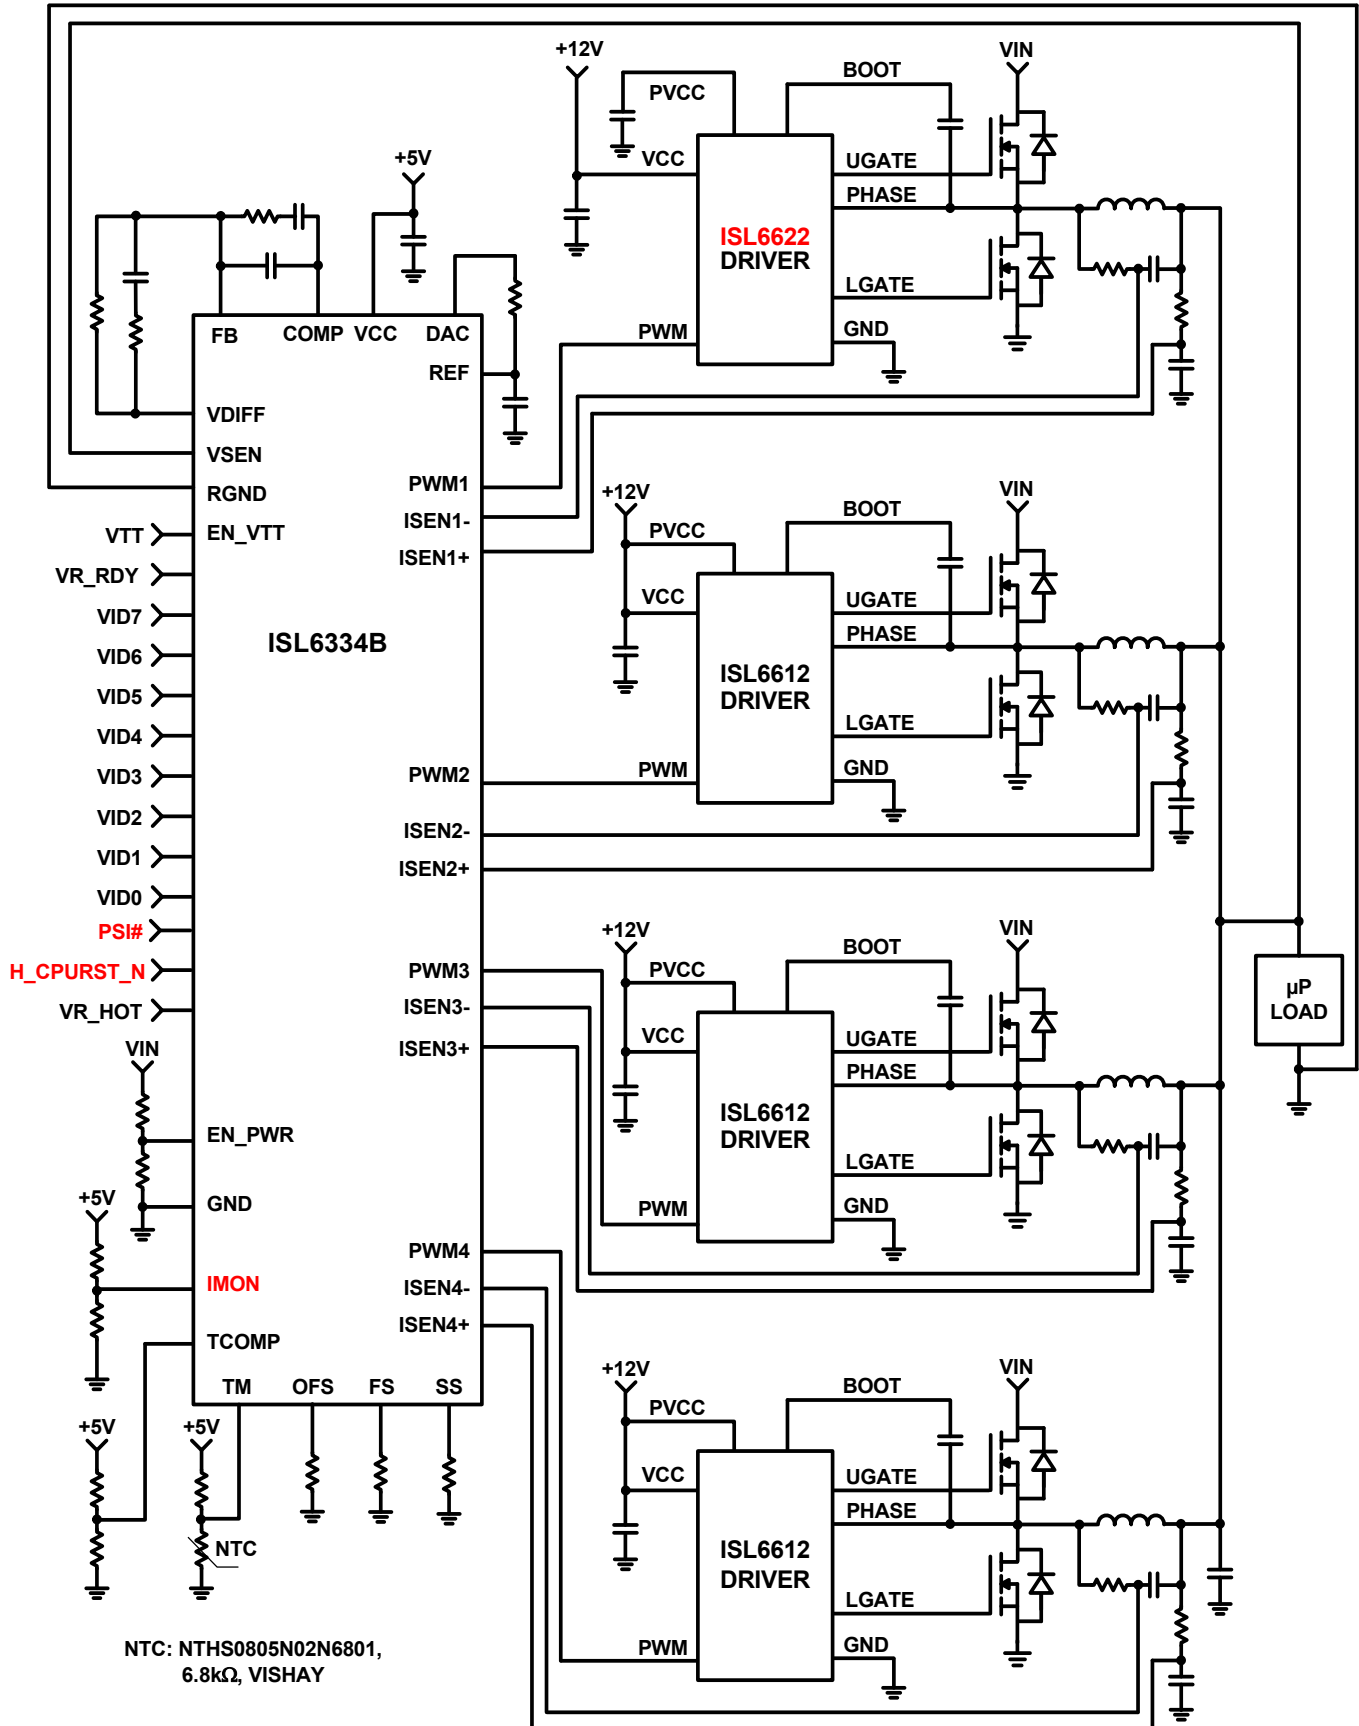 +12V
PVCC
VCC
BOOT
VIN
UGATE
PHASE
ISL6622
DRIVER
LGATE
PWM
GND
+5V
FB
COMP
VCC
DAC
REF
VDIFF
VSEN
RGND
EN_VTT
ISL6334B
PWM1
ISEN1-
ISEN1+
PWM2
ISEN2-
ISEN2+
PWM3
ISEN3-
ISEN3+
PWM4
ISEN4-
ISEN4+
VTT
VR_RDY
VID7
VID6
VID5
VID4
VID3
VID2
VID1
VID0
PSI#
H_CPURST_N
VR_HOT
VIN
EN_PWR
GND
+5V
IMON
TCOMP
TM
OFS
FS
SS
+5V
+5V
NTC
NTC: NTHS0805N02N6801,
6.8kΩ, VISHAY
+12V
PVCC
VCC
BOOT
VIN
UGATE
PHASE
ISL6612
DRIVER
LGATE
PWM
GND
+12V
PVCC
VCC
BOOT
VIN
UGATE
PHASE
ISL6612
DRIVER
LGATE
PWM
GND
µP
LOAD
+12V
PVCC
VCC
BOOT
VIN
UGATE
PHASE
ISL6612
DRIVER
LGATE
PWM
GND